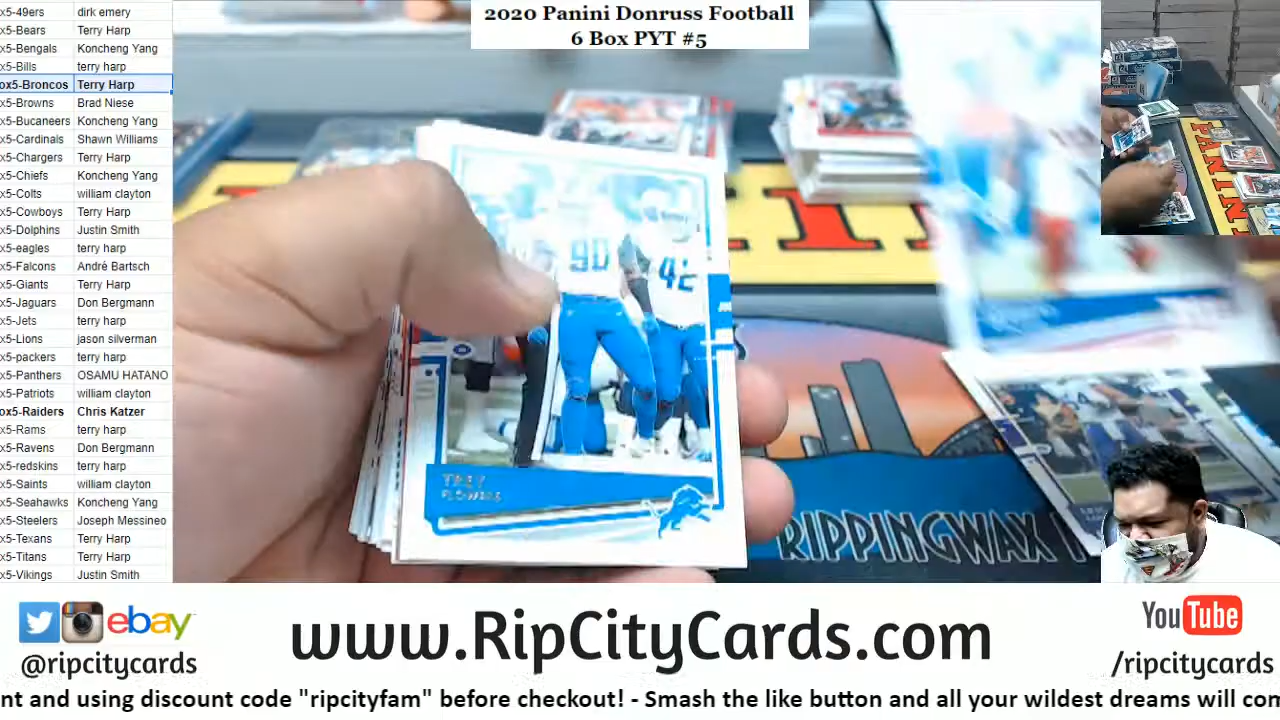 2020 Panini Donruss Football
6 Box PYT #5
x5-49ers dirk emery
x5-Bears Terry Harp
x5-Bengals Koncheng Yang
x5-Bills terry harp
ox5-Broncos Terry Harp
x5-Browns Brad Niese
x5-Bucaneers Koncheng Yang
x5-Cardinals Shawn Williams
x5-Chargers Terry Harp
x5-Chiefs Koncheng Yang
x5-Colts william clayton
x5-Cowboys Terry Harp
x5-Dolphins Justin Smith
x5-eagles terry harp
x5-Falcons André Bartsch
x5-Giants Terry Harp
x5-Jaguars Don Bergmann
x5-Jets terry harp
x5-Lions jason silverman
x5-packers terry harp
x5-Panthers OSAMU HATANO
x5-Patriots william clayton
ox5-Raiders Chris Katzer
x5-Rams terry harp
x5-Ravens Don Bergmann
x5-redskins terry harp
x5-Saints william clayton
x5-Seahawks Koncheng Yang
x5-Steelers Joseph Messineo
x5-Texans Terry Harp
x5-Titans Terry Harp
x5-Vikings Justin Smith
90
42
TREY
FLOWERS
RIPPINGWAX
PANINI
ebay
@ripcitycards
www.RipCityCards.com
YouTube
/ripcitycards
nt and using discount code "ripcityfam" before checkout! - Smash the like button and all your wildest dreams will con